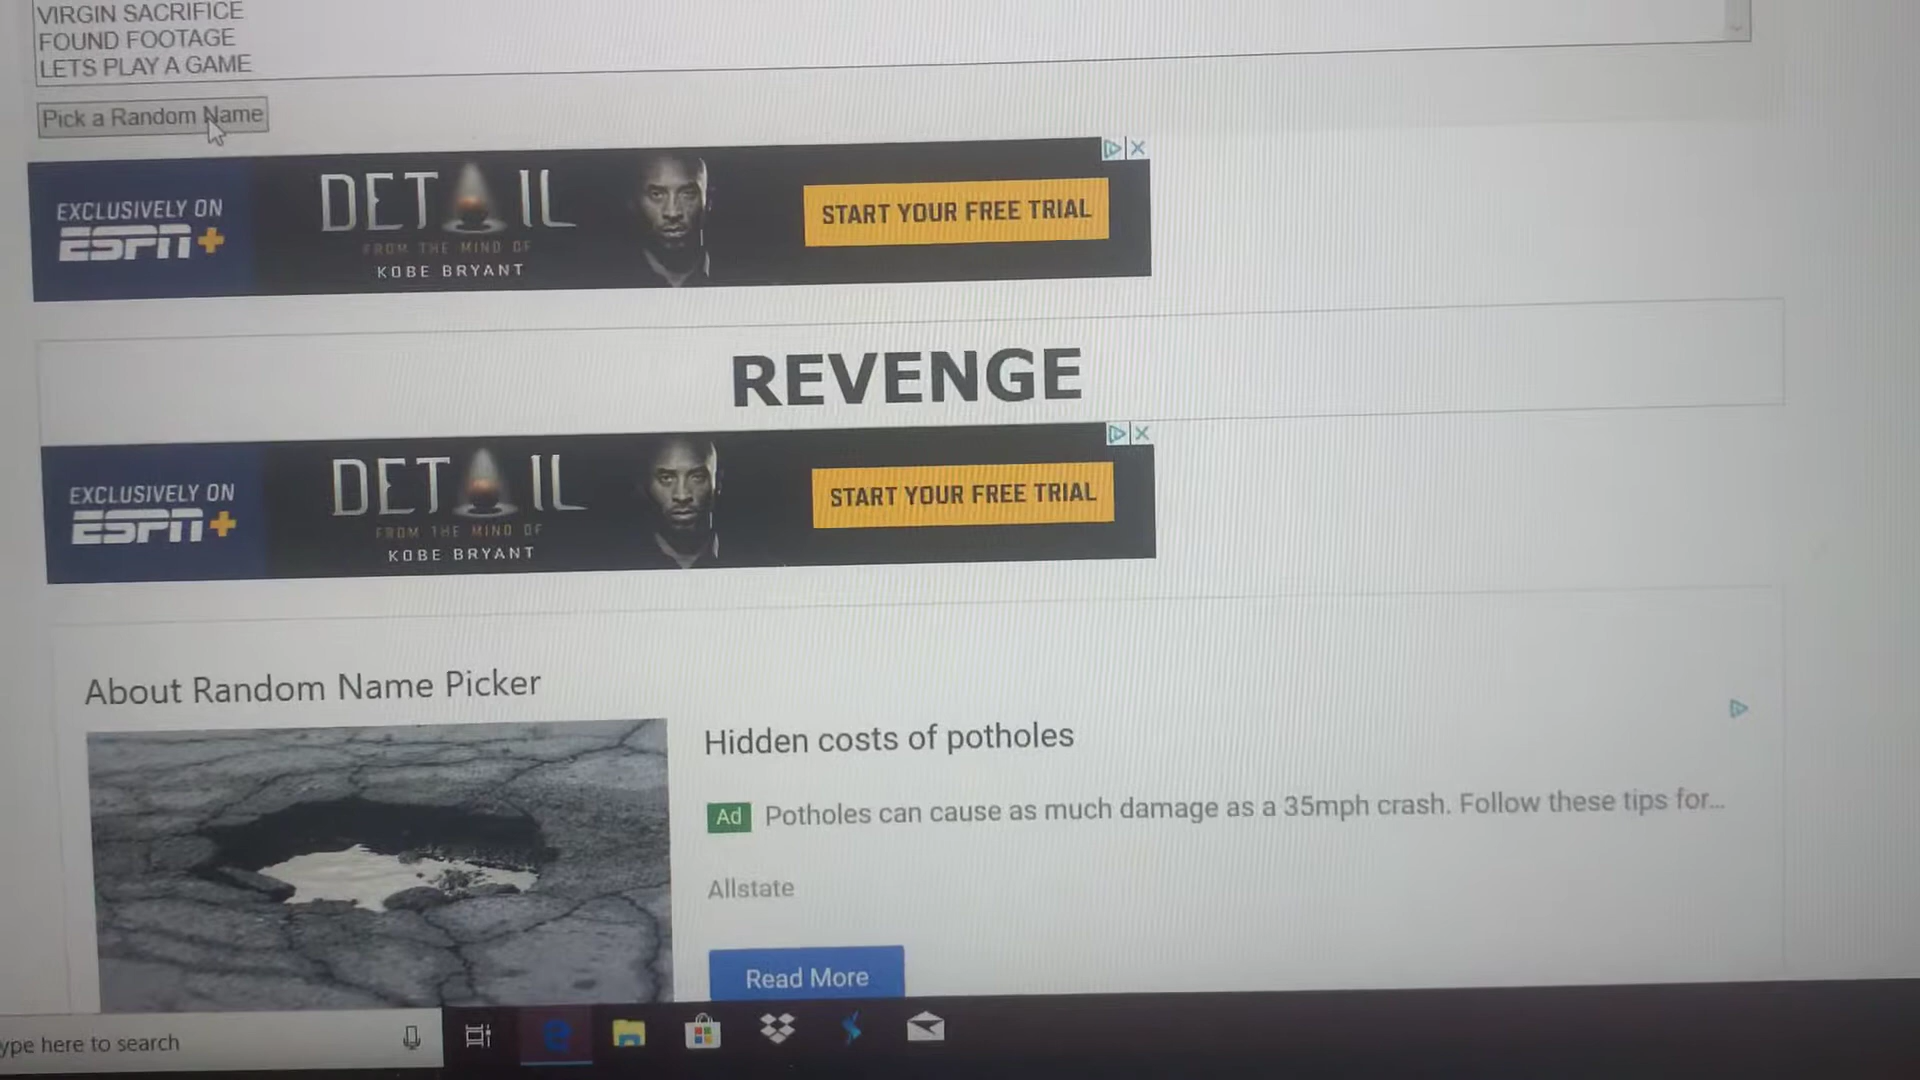 VIRGIN SACRIFICE
FOUND FOOTAGE
LETS PLAY A GAME
Pick a Random Name
EXCLUSIVELY ON
ESPN+
DETAIL
FROM THE MIND OF
KOBE BRYANT
START YOUR FREE TRIAL
REVENGE
EXCLUSIVELY ON
ESPN+
DETAIL
FROM THE MIND OF
KOBE BRYANT
START YOUR FREE TRIAL
About Random Name Picker
Hidden costs of potholes
Ad Potholes can cause as much damage as a 35mph crash. Follow these tips for...
Allstate
Read More
ype here to search